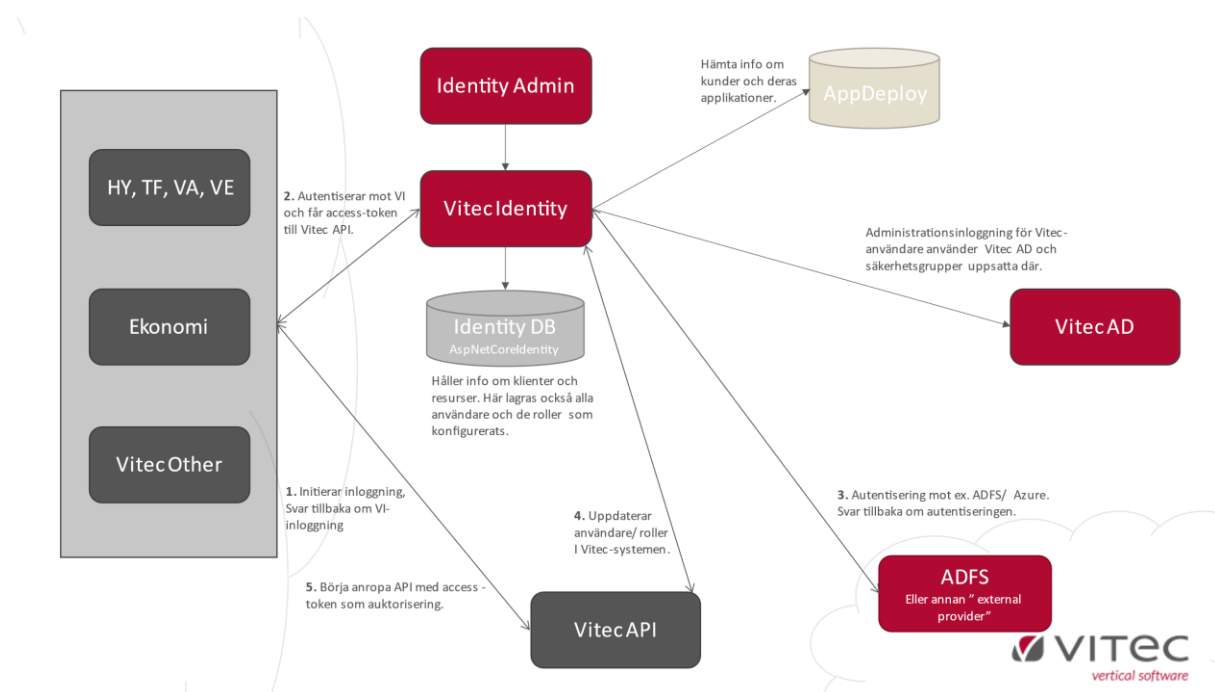 Identity Admin
Hämta info om
kunder och deras
applikationer.
AppDeploy
HY, TF, VA, VE
2. Autentiserar mot VI
och får access-token
till Vitec API.
Vitec Identity
Administrationsinloggning för Vitec-
användare använder Vitec AD och
säkerhetsgrupper uppsatta där.
Ekonomi
Identity DB
AspNetCoreIdentity
Vitec AD
Håller info om klienter och
resurser. Här lagras också alla
användare och de roller som
konfigurerats.
Vitec Other
1. Initierar inloggning,
Svar tillbaka om VI-
inloggning
4. Uppdaterar
användare/ roller
I Vitec-systemen.
3. Autentisering mot ex. ADFS/ Azure.
Svar tillbaka om autentiseringen.
5. Börja anropa API med access -
token som auktorisering.
Vitec API
ADFS
Eller annan ” external
provider”
VITEC
vertical software